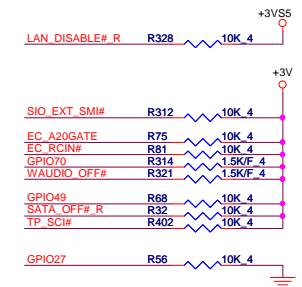 +3VS5
LAN_DISABLE#_R R328 10K_4
+3V
SIO_EXT_SMI# R312 10K_4
EC_A20GATE R75 10K_4
EC_RCIN# R81 10K_4
GPIO70 R314 1.5K/F_4
WAUDIO_OFF# R321 1.5K/F_4
GPIO49 R68 10K_4
SATA_OFF#_R R32 10K_4
TP_SCI# R402 10K_4
GPIO27 R56 10K_4